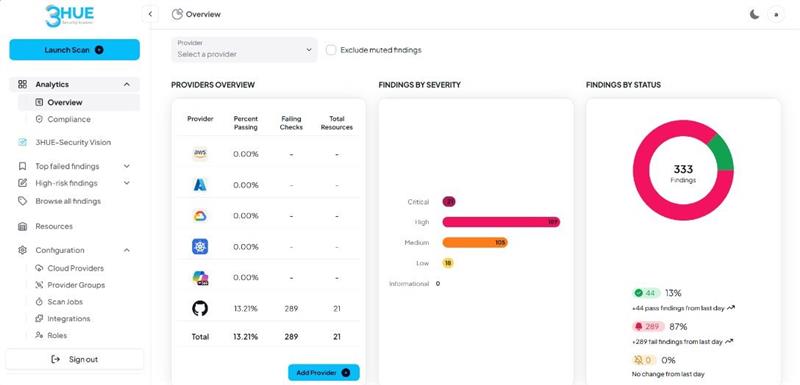 3HUE
Security Vision
Launch Scan
Analytics
Overview
Compliance
3HUE-Security Vision
Top failed findings
High-risk findings
Browse all findings
Resources
Configuration
Cloud Providers
Provider Groups
Scan Jobs
Integrations
Roles
Sign out
Overview
a
Provider
Select a provider
Exclude muted findings
PROVIDERS OVERVIEW
Provider Percent Passing Failing Checks Total Resources
aws 0.00% - -
0.00% - -
0.00% - -
0.00% - -
0.00% - -
13.21% 289 21
Total 13.21% 289 21
Add Provider
FINDINGS BY SEVERITY
Critical
High
Medium 105
Low 18
Informational 0
FINDINGS BY STATUS
333
Findings
44 13%
+44 pass findings from last day
289 87%
+289 fail findings from last day
0 0%
No change from last day